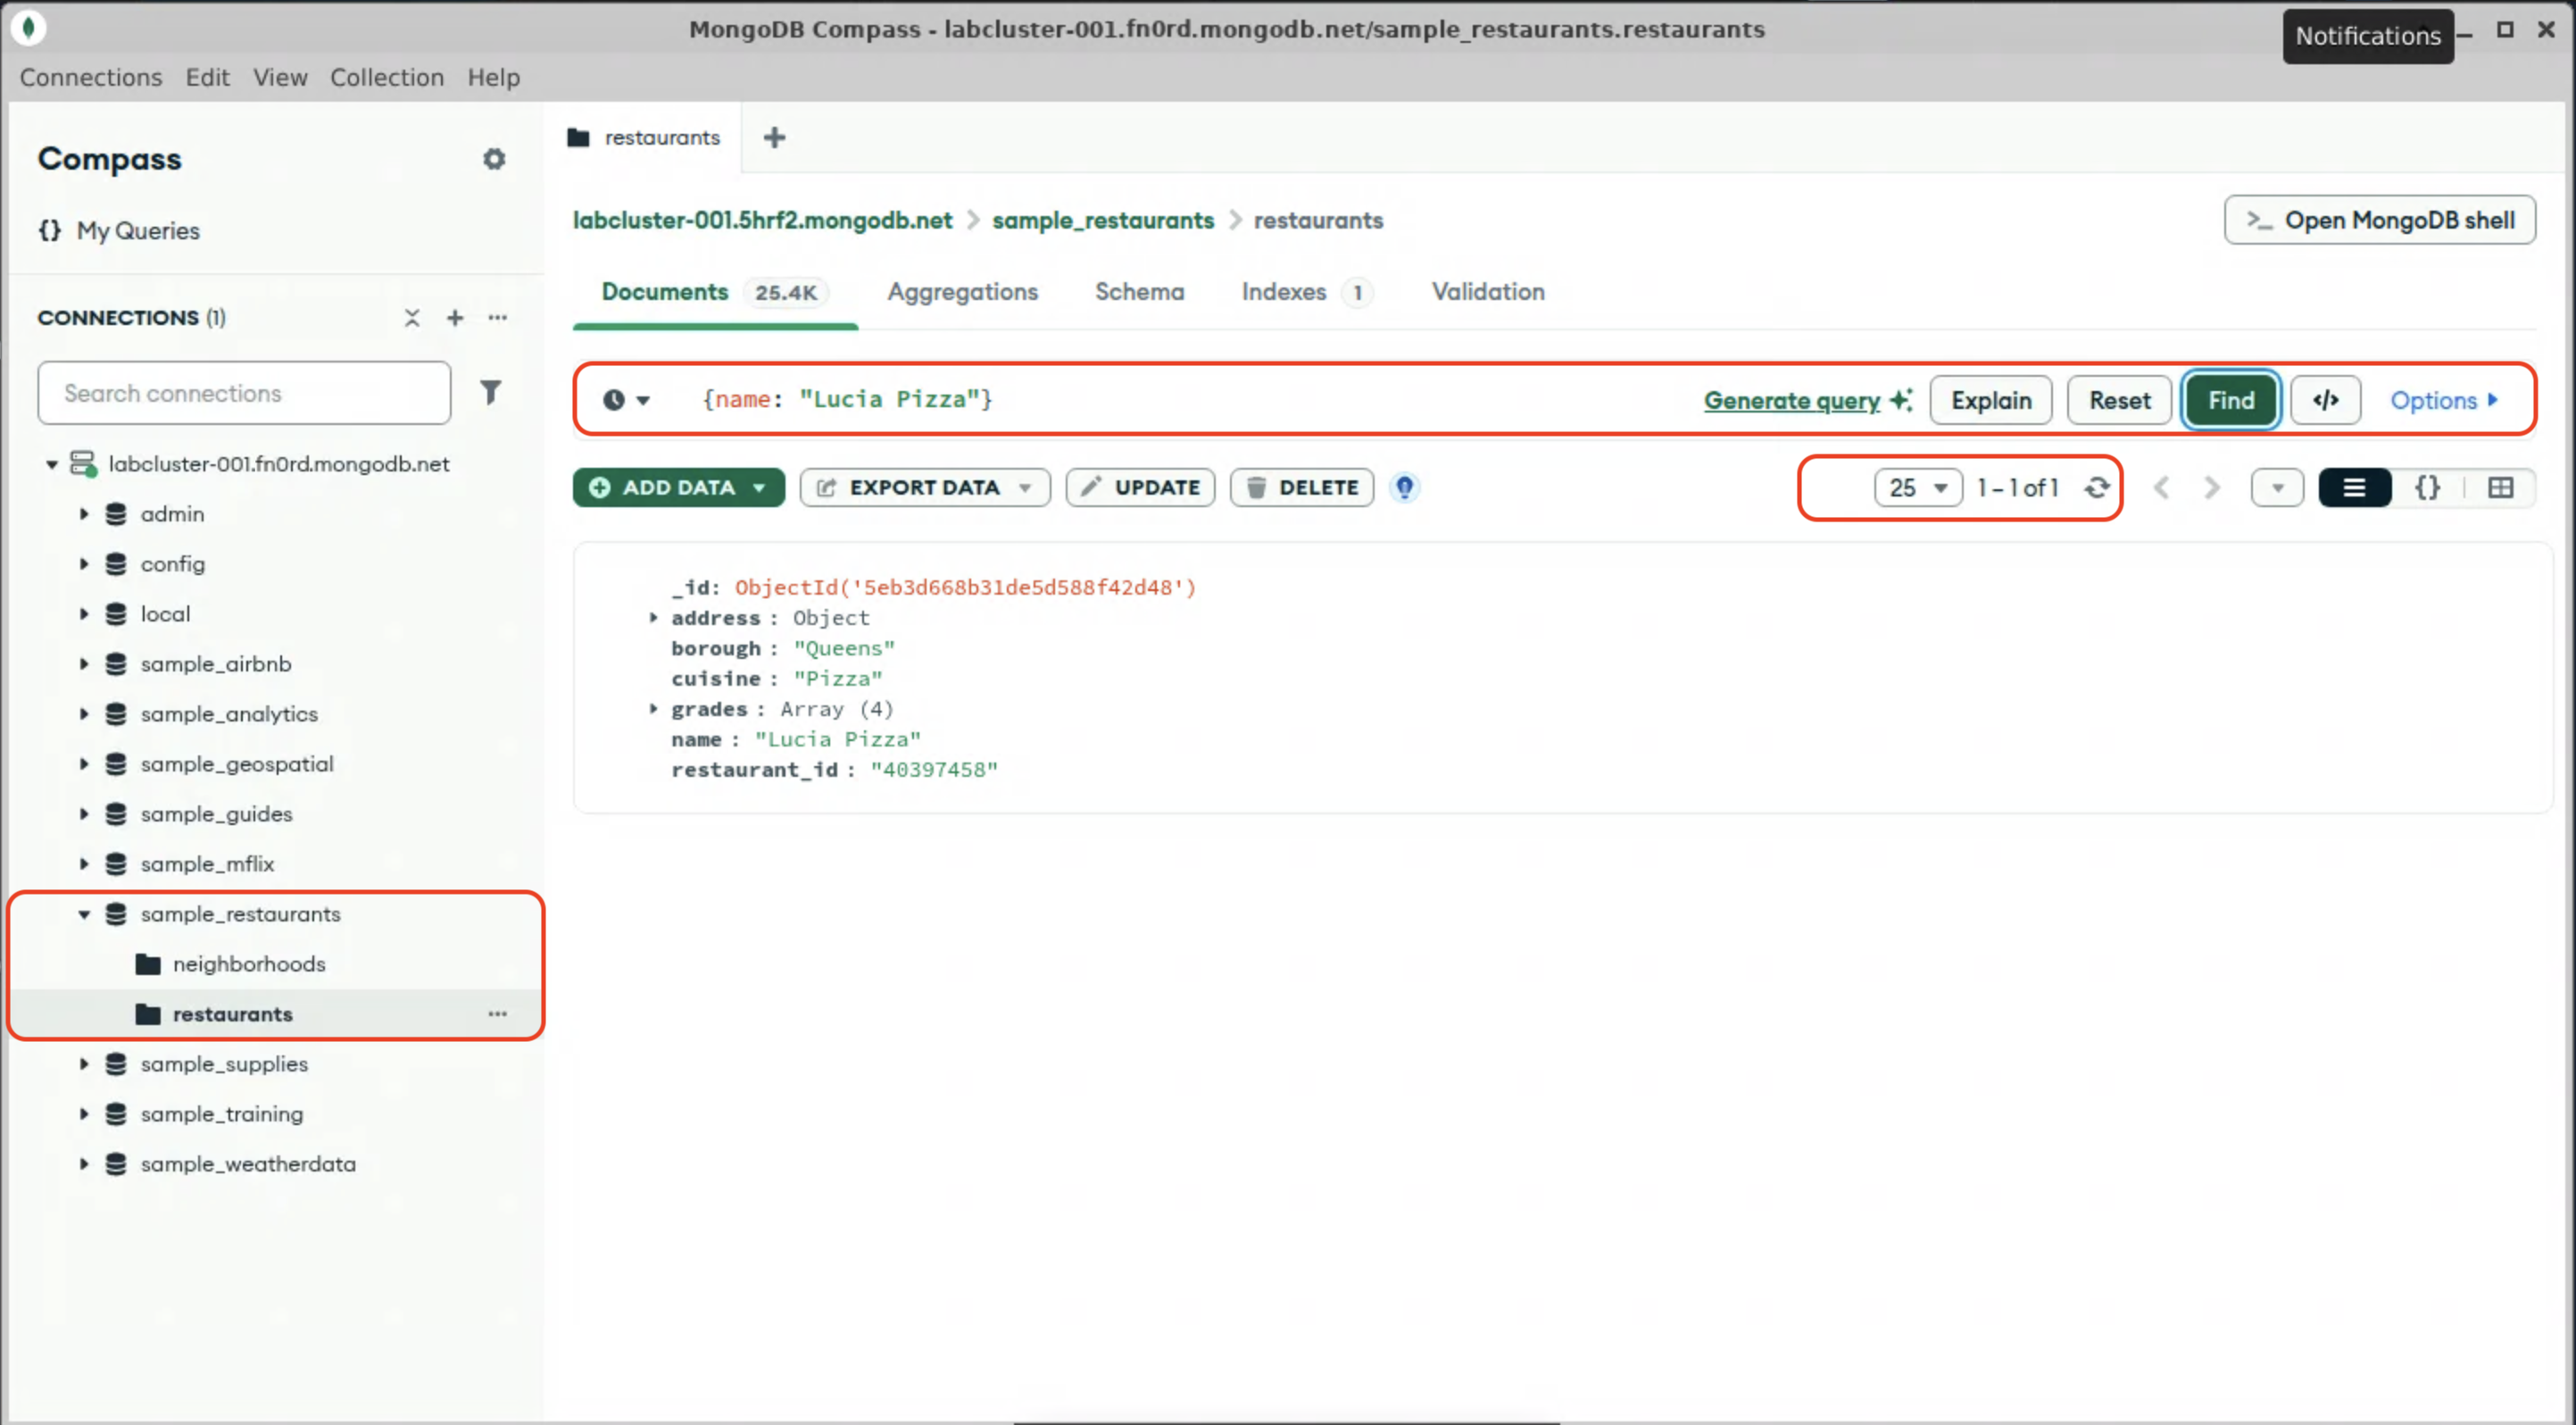 MongoDB Compass - labcluster-001.fn0rd.mongodb.net/sample_restaurants.restaurants
Notifications
Connections Edit View Collection Help
Compass
{} My Queries
CONNECTIONS (1)
Search connections
labcluster-001.fn0rd.mongodb.net
admin
config
local
sample_airbnb
sample_analytics
sample_geospatial
sample_guides
sample_mflix
sample_restaurants
neighborhoods
restaurants
sample_supplies
sample_training
sample_weatherdata
restaurants
labcluster-001.5hrf2.mongodb.net > sample_restaurants > restaurants
>_ Open MongoDB shell
Documents 25.4K Aggregations Schema Indexes 1 Validation
{name: "Lucia Pizza"} Generate query Explain Reset Find </> Options
ADD DATA EXPORT DATA UPDATE DELETE 25 1 – 1 of 1 {}
_id: ObjectId('5eb3d668b31de5d588f42d48')
address : Object
borough : "Queens"
cuisine : "Pizza"
grades : Array (4)
name : "Lucia Pizza"
restaurant_id : "40397458"